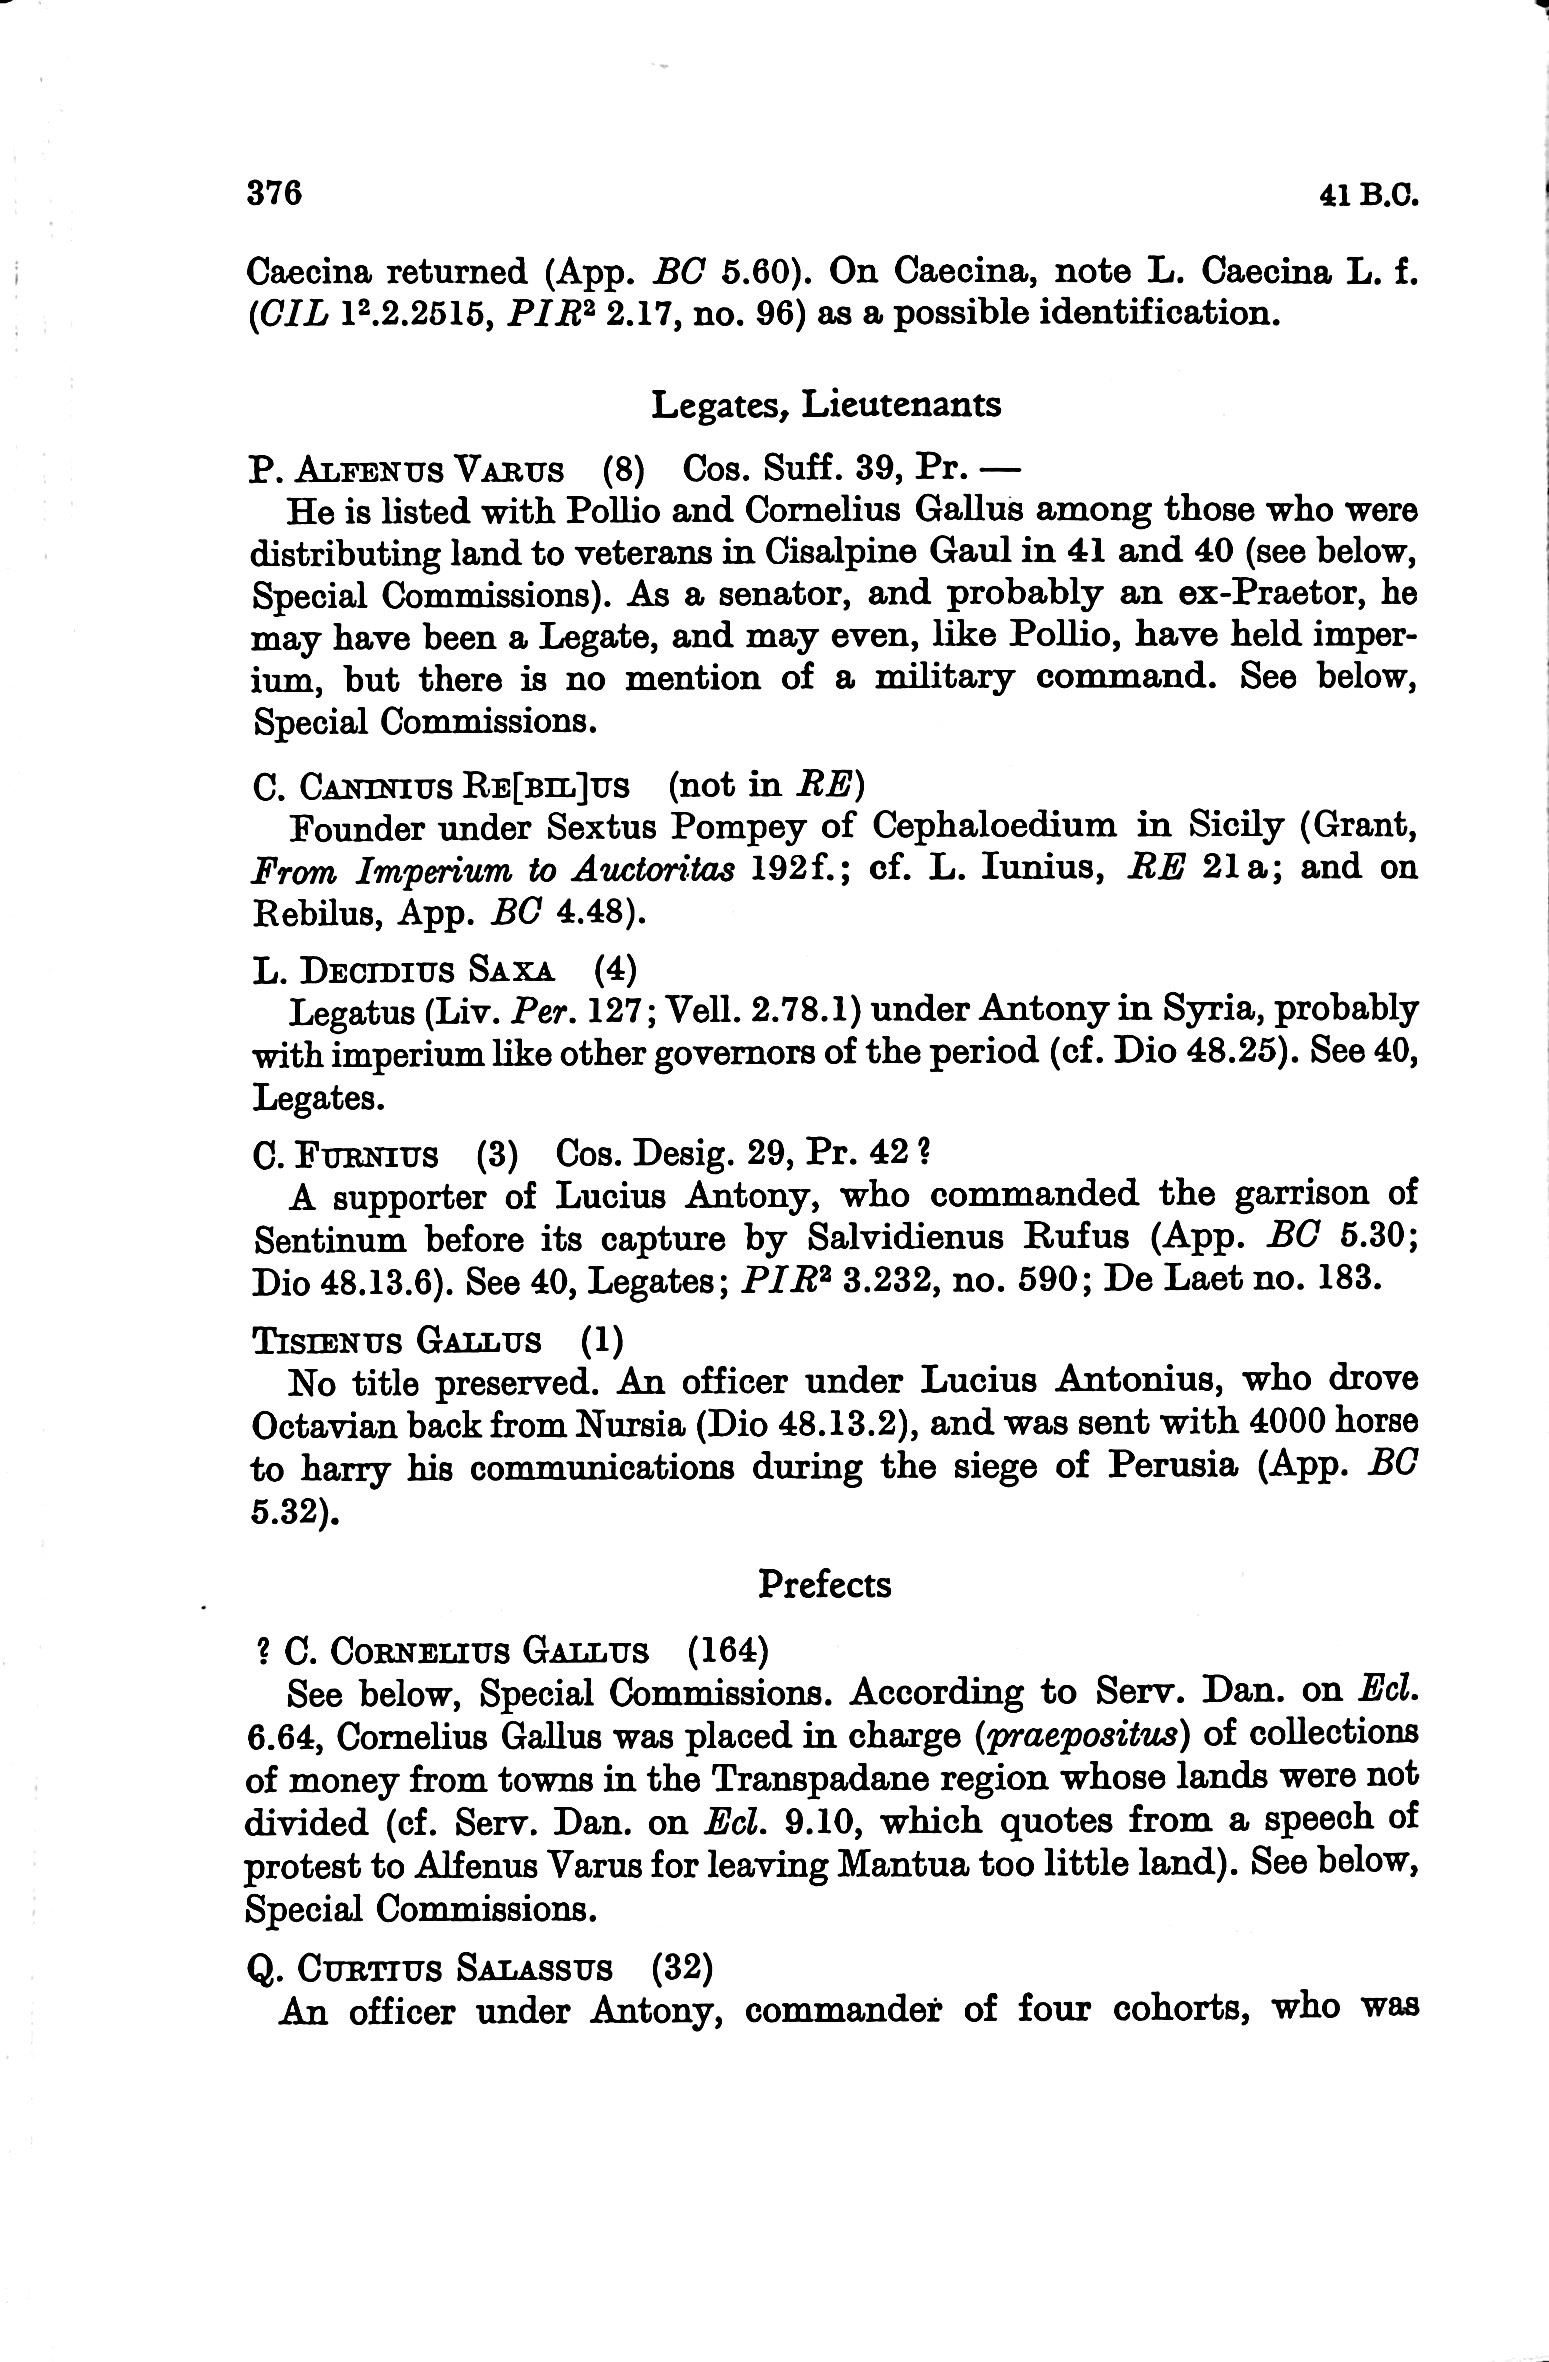 376 41 B.C.
Caecina returned (App. BC 5.60). On Caecina, note L. Caecina L. f.
(CIL 1².2.2515, PIR² 2.17, no. 96) as a possible identification.
Legates, Lieutenants
P. ALFENUS VARUS (8) Cos. Suff. 39, Pr. —
He is listed with Pollio and Cornelius Gallus among those who were
distributing land to veterans in Cisalpine Gaul in 41 and 40 (see below,
Special Commissions). As a senator, and probably an ex-Praetor, he
may have been a Legate, and may even, like Pollio, have held imper-
ium, but there is no mention of a military command. See below,
Special Commissions.
C. CANINIUS RE[BIL]US (not in RE)
Founder under Sextus Pompey of Cephaloedium in Sicily (Grant,
From Imperium to Auctoritas 192f.; cf. L. Iunius, RE 21a; and on
Rebilus, App. BC 4.48).
L. DECIDIUS SAXA (4)
Legatus (Liv. Per. 127; Vell. 2.78.1) under Antony in Syria, probably
with imperium like other governors of the period (cf. Dio 48.25). See 40,
Legates.
C. FURNIUS (3) Cos. Desig. 29, Pr. 42?
A supporter of Lucius Antony, who commanded the garrison of
Sentinum before its capture by Salvidienus Rufus (App. BC 5.30;
Dio 48.13.6). See 40, Legates; PIR² 3.232, no. 590; De Laet no. 183.
TISIENUS GALLUS (1)
No title preserved. An officer under Lucius Antonius, who drove
Octavian back from Nursia (Dio 48.13.2), and was sent with 4000 horse
to harry his communications during the siege of Perusia (App. BC
5.32).
Prefects
? C. CORNELIUS GALLUS (164)
See below, Special Commissions. According to Serv. Dan. on Ecl.
6.64, Cornelius Gallus was placed in charge (praepositus) of collections
of money from towns in the Transpadane region whose lands were not
divided (cf. Serv. Dan. on Ecl. 9.10, which quotes from a speech of
protest to Alfenus Varus for leaving Mantua too little land). See below,
Special Commissions.
Q. CURTIUS SALASSUS (32)
An officer under Antony, commander of four cohorts, who was